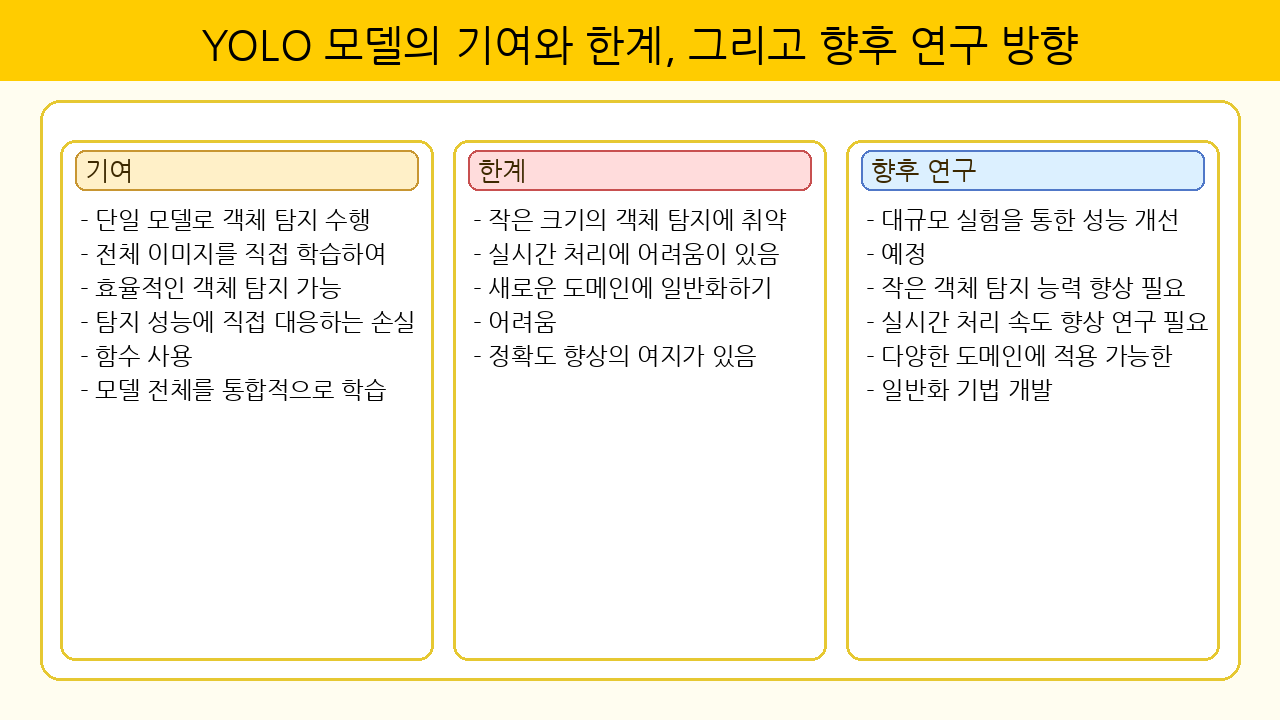 YOLO 모델의 기여와 한계, 그리고 향후 연구 방향
기여
- 단일 모델로 객체 탐지 수행
- 전체 이미지를 직접 학습하여
- 효율적인 객체 탐지 가능
- 탐지 성능에 직접 대응하는 손실
- 함수 사용
- 모델 전체를 통합적으로 학습
한계
- 작은 크기의 객체 탐지에 취약
- 실시간 처리에 어려움이 있음
- 새로운 도메인에 일반화하기
- 어려움
- 정확도 향상의 여지가 있음
향후 연구
- 대규모 실험을 통한 성능 개선
- 예정
- 작은 객체 탐지 능력 향상 필요
- 실시간 처리 속도 향상 연구 필요
- 다양한 도메인에 적용 가능한
- 일반화 기법 개발